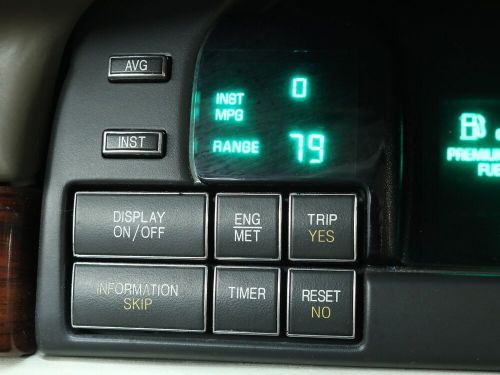 AVG
INST
INST 0
MPG
RANGE 79
PREMIUM
FUE
DISPLAY
ON/OFF
ENG
MET
TRIP
YES
INFORMATION
SKIP
TIMER
RESET
NO